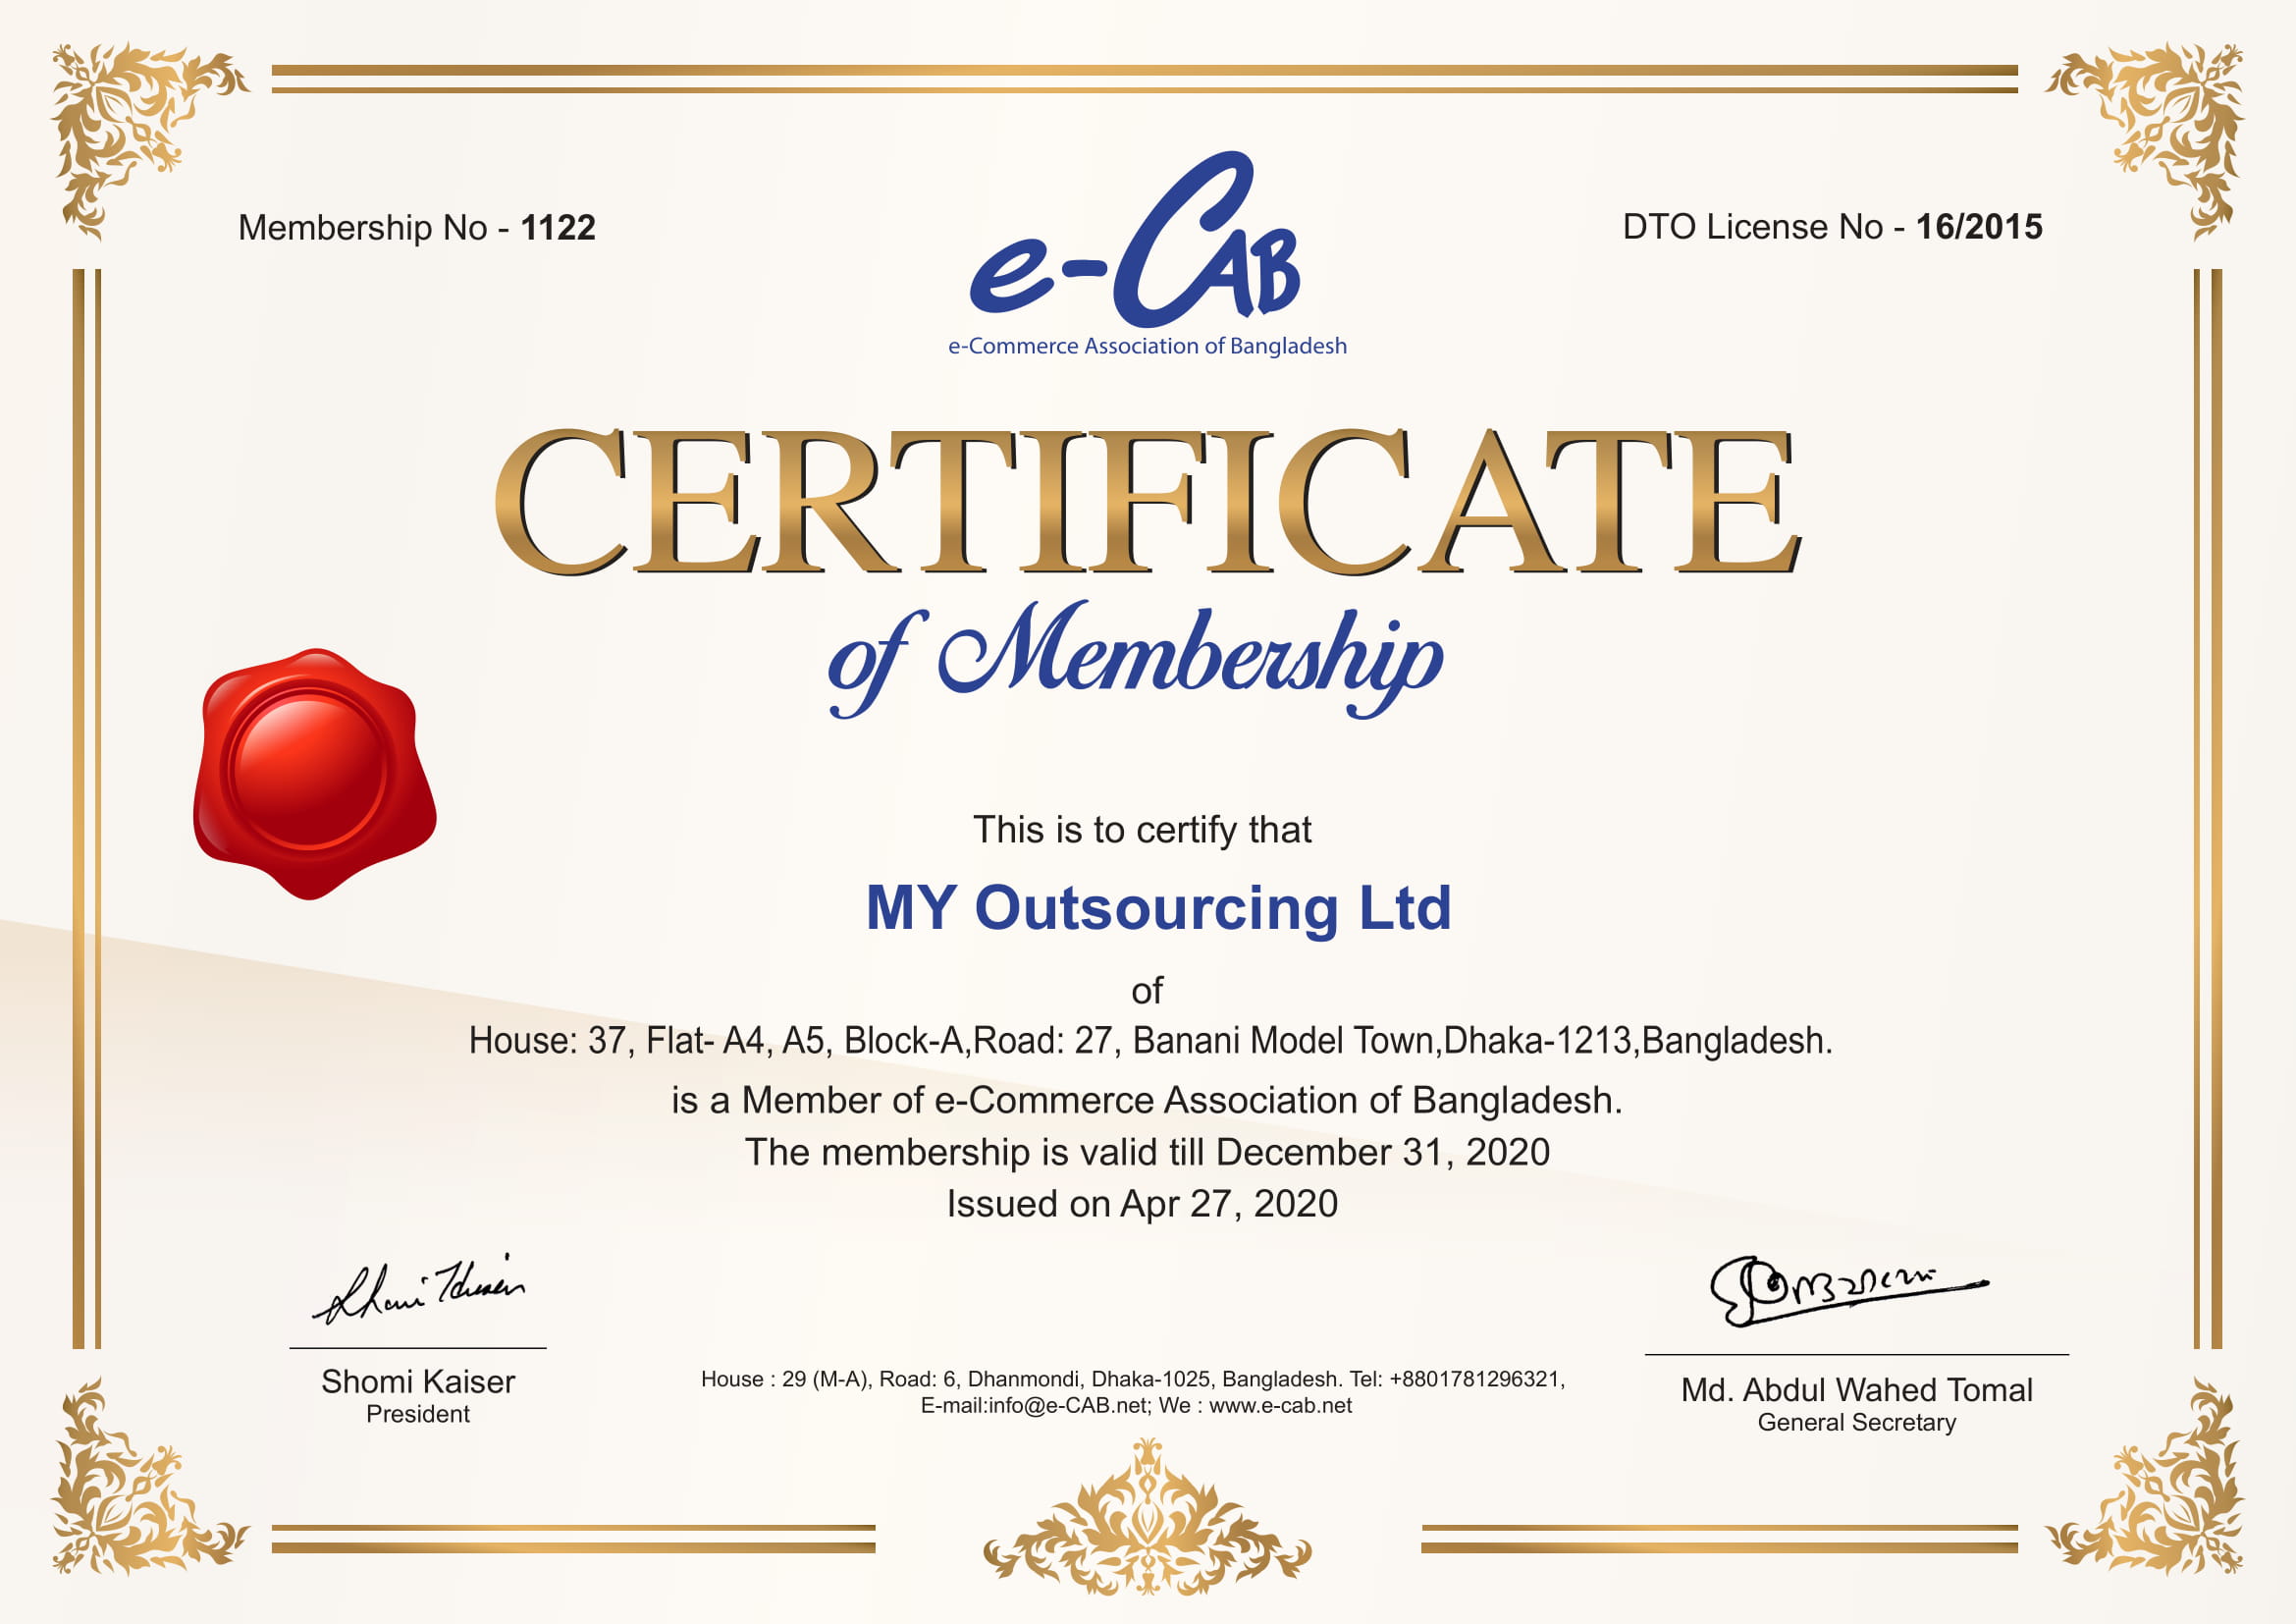 Membership No - 1122
DTO License No - 16/2015
e-CAB
e-Commerce Association of Bangladesh
CERTIFICATE
of Membership
This is to certify that
MY Outsourcing Ltd
of
House: 37, Flat- A4, A5, Block-A,Road: 27, Banani Model Town,Dhaka-1213,Bangladesh.
is a Member of e-Commerce Association of Bangladesh.
The membership is valid till December 31, 2020
Issued on Apr 27, 2020
Shomi Kaiser
President
House : 29 (M-A), Road: 6, Dhanmondi, Dhaka-1025, Bangladesh. Tel: +8801781296321,
E-mail:info@e-CAB.net; We : www.e-cab.net
Md. Abdul Wahed Tomal
General Secretary